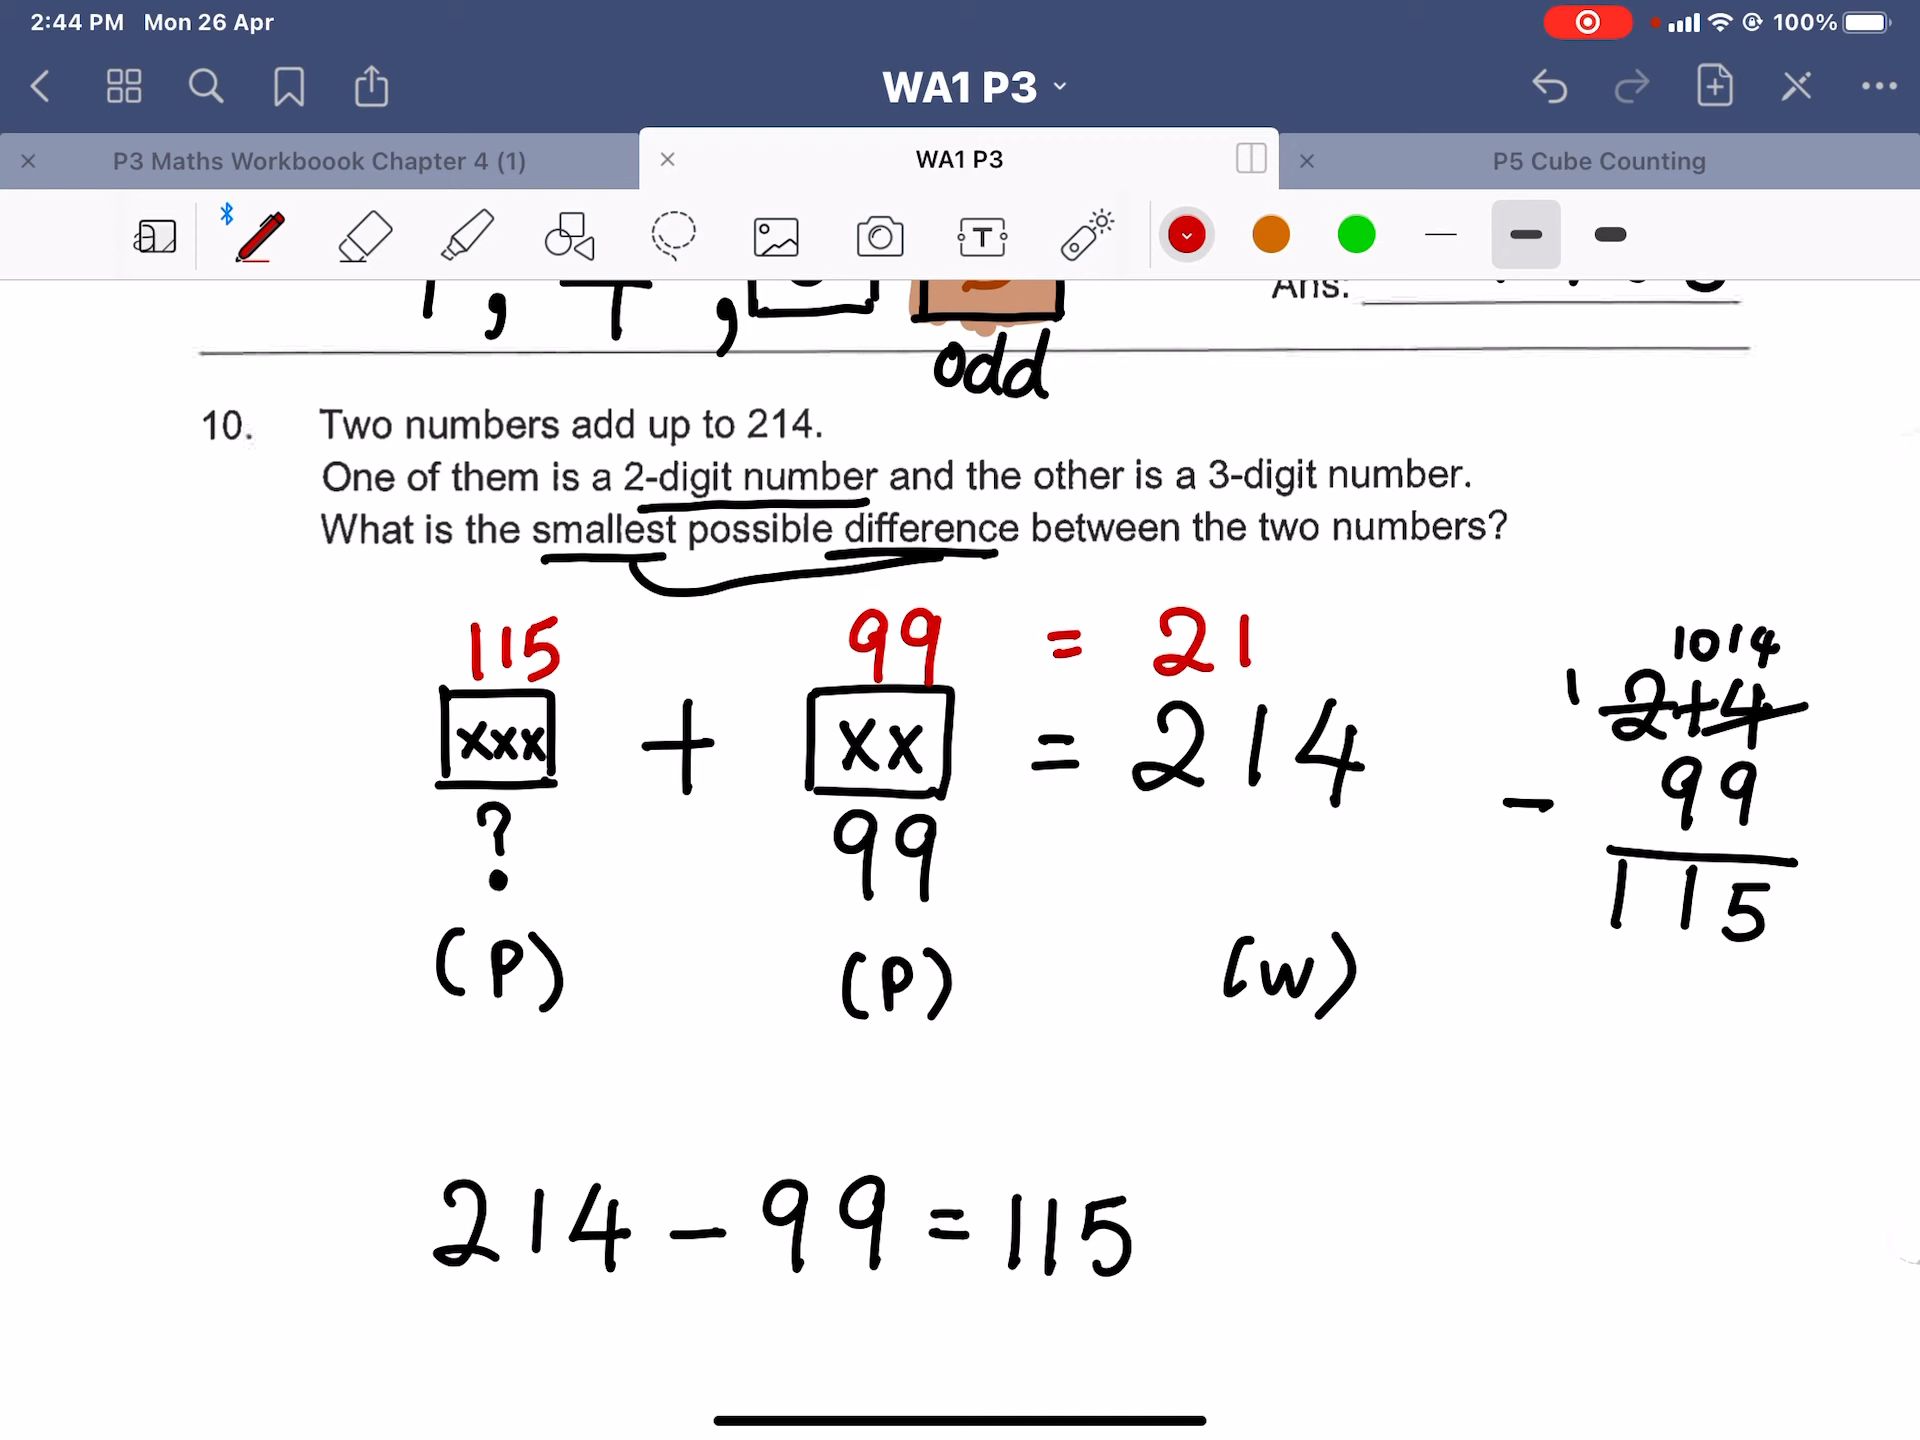 2:44 PM Mon 26 Apr
100%
WA1 P3
P3 Maths Workboook Chapter 4 (1)
WA1 P3
P5 Cube Counting
T
Ans:
odd
10. Two numbers add up to 214.
One of them is a 2-digit number and the other is a 3-digit number.
What is the smallest possible difference between the two numbers?
115 99 = 21
xxx + xx = 214
? 99
(P) (P) (W)
10 14
1 214
- 99
115
214 - 99 = 115